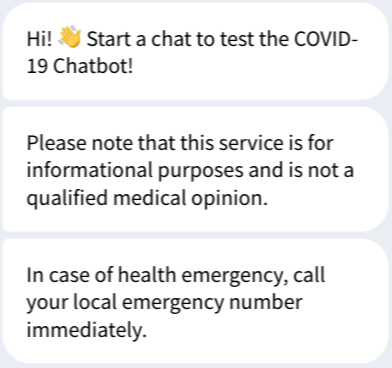 Hi! 👋 Start a chat to test the COVID-
19 Chatbot!
Please note that this service is for
informational purposes and is not a
qualified medical opinion.
In case of health emergency, call
your local emergency number
immediately.